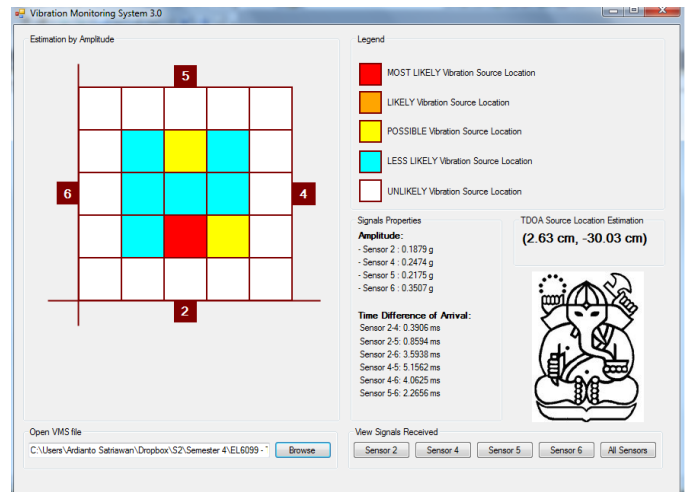 Vibration Monitoring System 3.0
Estimation by Amplitude
5
6
4
2
Legend
MOST LIKELY Vibration Source Location
LIKELY Vibration Source Location
POSSIBLE Vibration Source Location
LESS LIKELY Vibration Source Location
UNLIKELY Vibration Source Location
Signals Properties
Amplitude:
- Sensor 2 : 0.1879 g
- Sensor 4 : 0.2474 g
- Sensor 5 : 0.2175 g
- Sensor 6 : 0.3507 g
Time Difference of Arrival:
Sensor 2-4: 0.3906 ms
Sensor 2-5: 0.8594 ms
Sensor 2-6: 3.5938 ms
Sensor 4-5: 5.1562 ms
Sensor 4-6: 4.0625 ms
Sensor 5-6: 2.2656 ms
TDOA Source Location Estimation
(2.63 cm, -30.03 cm)
Open VMS file
C:\Users\Ardianto Satriawan\Dropbox\S2\Semester 4\EL6099 -
Browse
View Signals Received
Sensor 2
Sensor 4
Sensor 5
Sensor 6
All Sensors